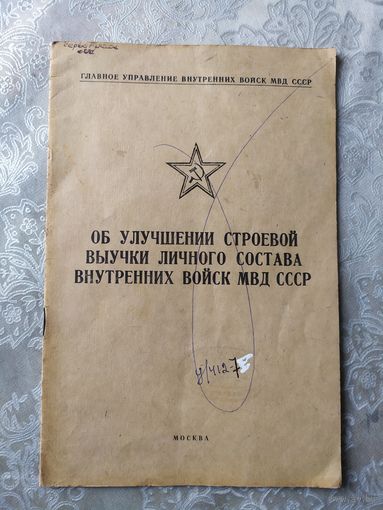 ГЛАВНОЕ УПРАВЛЕНИЕ ВНУТРЕННИХ ВОЙСК МВД СССР
ОБ УЛУЧШЕНИИ СТРОЕВОЙ
ВЫУЧКИ ЛИЧНОГО СОСТАВА
ВНУТРЕННИХ ВОЙСК МВД СССР
МОСКВА